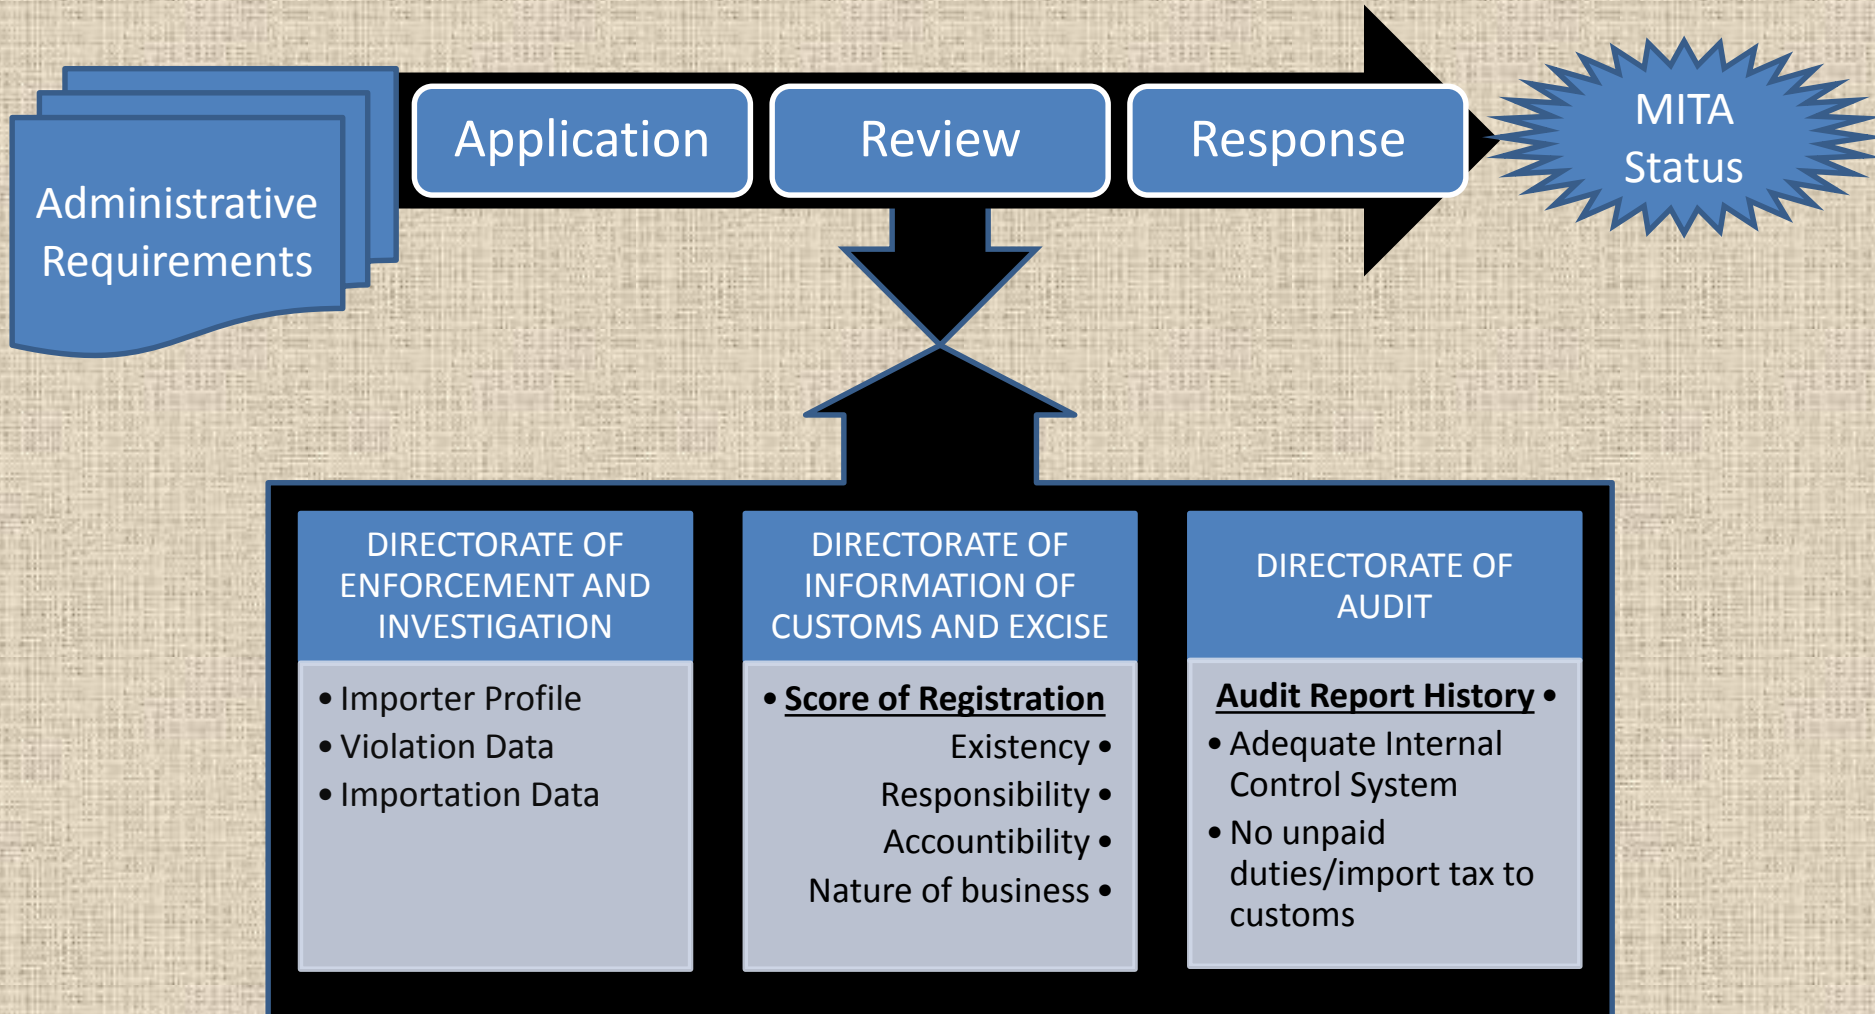 Administrative
Requirements
Application
Review
Response
MITA
Status
DIRECTORATE OF
ENFORCEMENT AND
INVESTIGATION
• Importer Profile
• Violation Data
• Importation Data
DIRECTORATE OF
INFORMATION OF
CUSTOMS AND EXCISE
• Score of Registration
Existency •
Responsibility •
Accountibility •
Nature of business •
DIRECTORATE OF
AUDIT
Audit Report History •
• Adequate Internal
Control System
• No unpaid
duties/import tax to
customs